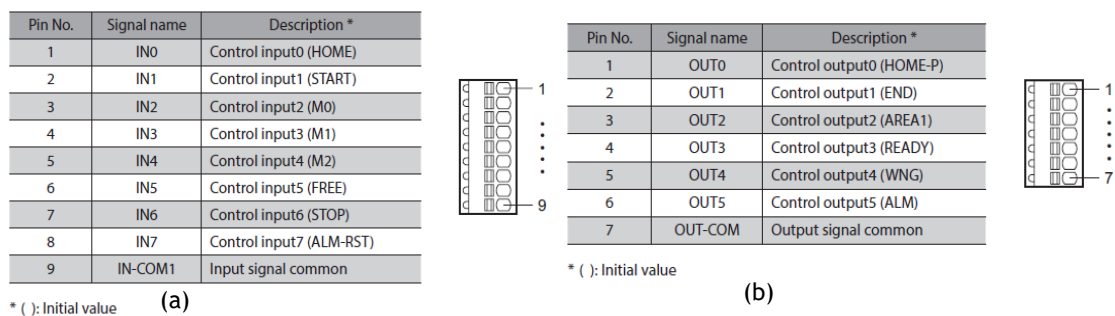 Pin No. Signal name Description *
1 IN0 Control input0 (HOME)
2 IN1 Control input1 (START)
3 IN2 Control input2 (M0)
4 IN3 Control input3 (M1)
5 IN4 Control input4 (M2)
6 IN5 Control input5 (FREE)
7 IN6 Control input6 (STOP)
8 IN7 Control input7 (ALM-RST)
9 IN-COM1 Input signal common
* ( ): Initial value
(a)
1
9
Pin No. Signal name Description *
1 OUT0 Control output0 (HOME-P)
2 OUT1 Control output1 (END)
3 OUT2 Control output2 (AREA1)
4 OUT3 Control output3 (READY)
5 OUT4 Control output4 (WNG)
6 OUT5 Control output5 (ALM)
7 OUT-COM Output signal common
* ( ): Initial value
(b)
1
7